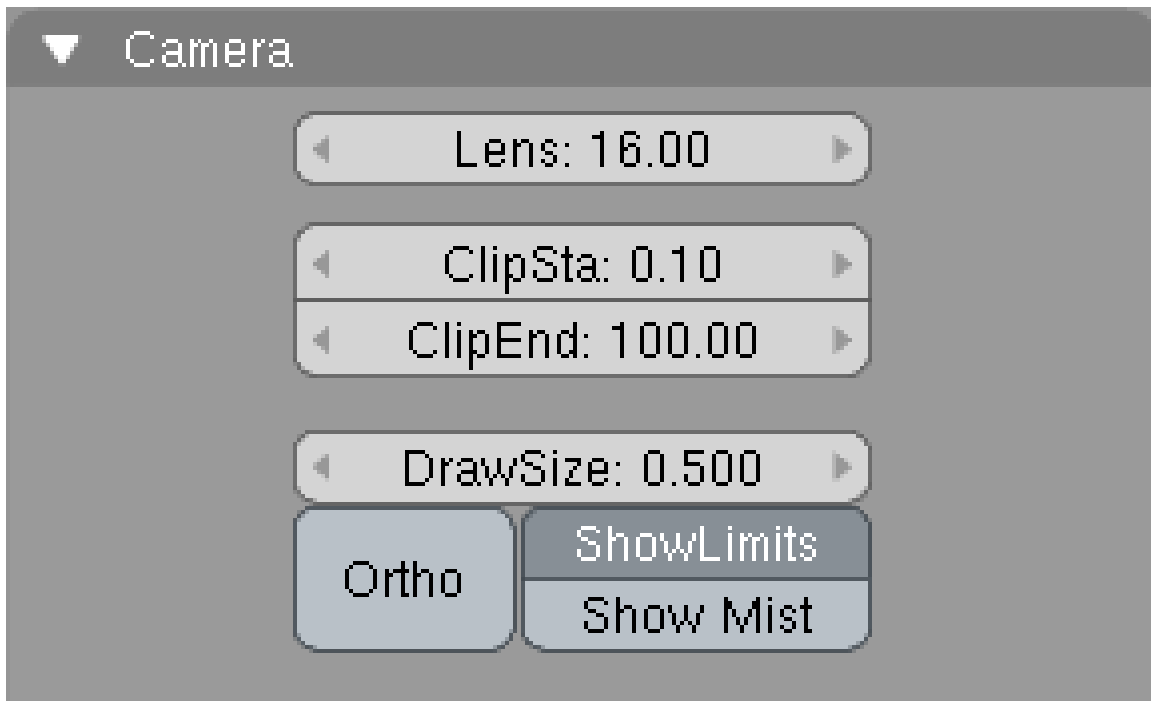 Camera
Lens: 16.00
ClipSta: 0.10
ClipEnd: 100.00
DrawSize: 0.500
Ortho
ShowLimits
Show Mist